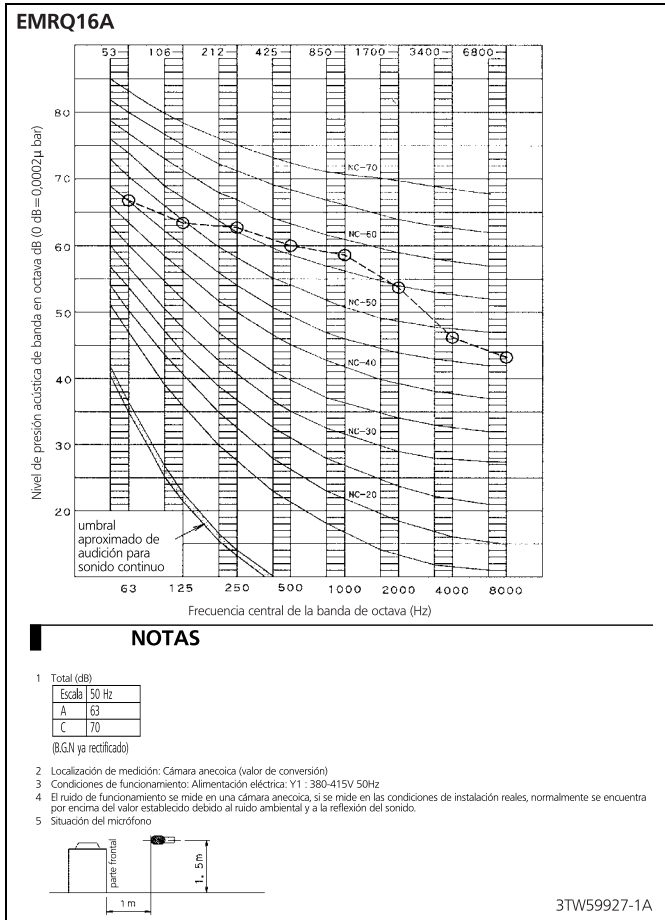 EMRQ16A
53 106 212 425 850 1700 3400 6800
80
70
60
50
40
30
20
NC-70
NC-60
NC-50
NC-40
NC-30
NC-20
Nivel de presión acústica de banda en octava dB (0 dB = 0,0002µ bar)
umbral
aproximado de
audición para
sonido continuo
63 125 250 500 1000 2000 4000 8000
Frecuencia central de la banda de octava (Hz)
NOTAS
1 Total (dB)
Escala 50 Hz
A 63
C 70
(B.G.N ya rectificado)
2 Localización de medición: Cámara anecoica (valor de conversión)
3 Condiciones de funcionamiento: Alimentación eléctrica: Y1 : 380-415V 50Hz
4 El ruido de funcionamiento se mide en una cámara anecoica, si se mide en las condiciones de instalación reales, normalmente se encuentra
por encima del valor establecido debido al ruido ambiental y a la reflexión del sonido.
5 Situación del micrófono
parte frontal
1. 5m
1 m
3TW59927-1A